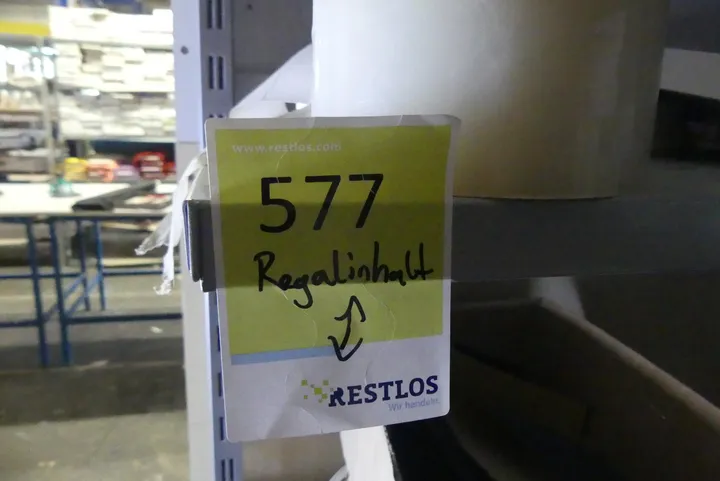 www.restlos.com
577
Regalinhalt
RESTLOS
Wir handeln.